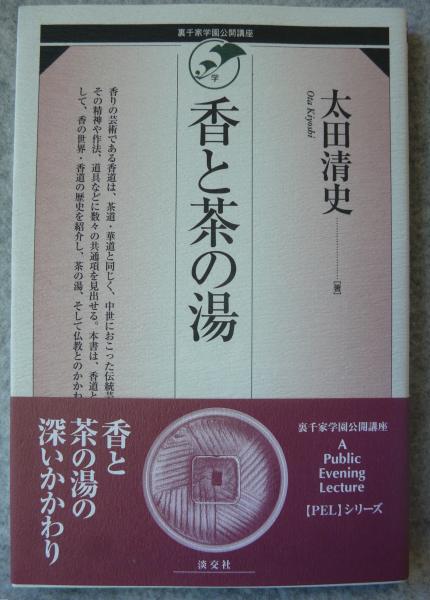 裏千家学園公開講座
学
太田清史
Ota Kiyoshi
[著]
香と茶の湯
香りの芸術である香道は、茶道・華道と同じく、中世におこった伝統芸
その精神や作法、道具などに数々の共通項を見出せる。本書は、香道と
して、香の世界・香道の歴史を紹介し、茶の湯、そして仏教とのかかわ
香と
茶の湯の
深いかかわり
裏千家学園公開講座
A
Public
Evening
Lecture
【PEL】シリーズ
淡交社